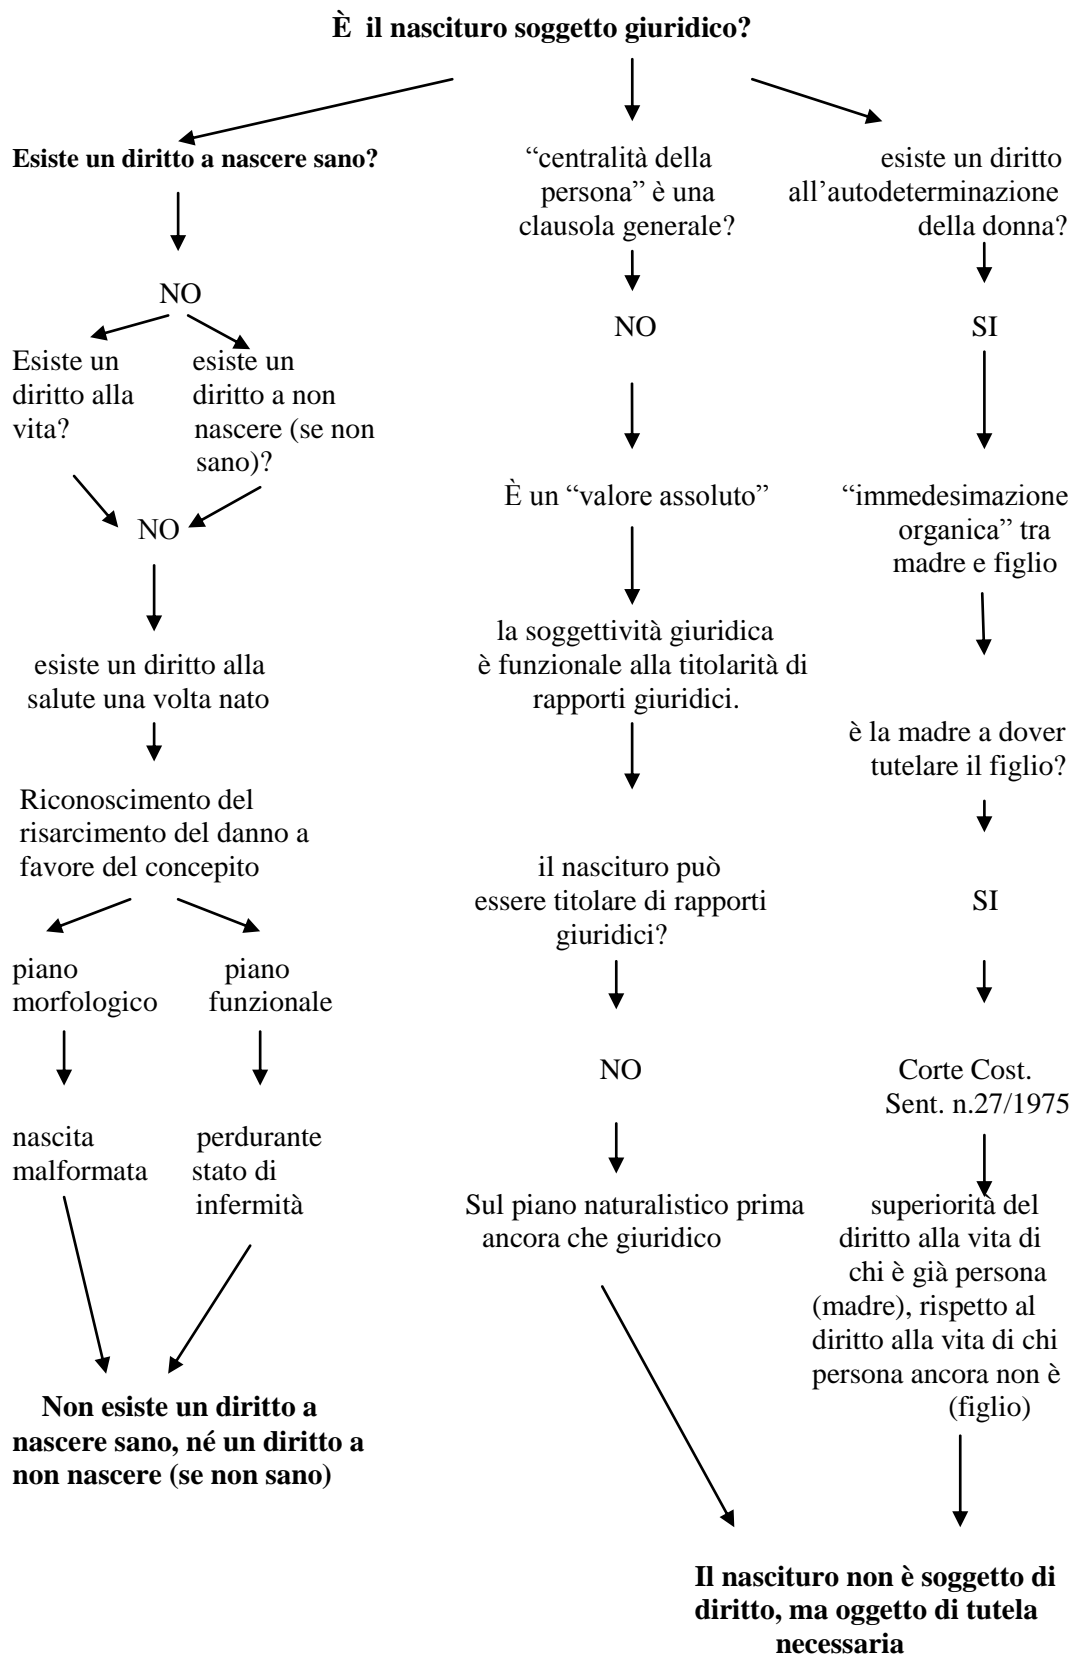 È il nascituro soggetto giuridico?
Esiste un diritto a nascere sano?
NO
Esiste un
diritto alla
vita?
esiste un
diritto a non
nascere (se non
sano)?
NO
esiste un diritto alla
salute una volta nato
Riconoscimento del
risarcimento del danno a
favore del concepito
piano
morfologico
piano
funzionale
nascita
malformata
perdurante
stato di
infermità
Non esiste un diritto a
nascere sano, né un diritto a
non nascere (se non sano)
“centralità della
persona” è una
clausola generale?
NO
È un “valore assoluto”
la soggettività giuridica
è funzionale alla titolarità di
rapporti giuridici.
il nascituro può
essere titolare di rapporti
giuridici?
NO
Sul piano naturalistico prima
ancora che giuridico
esiste un diritto
all’autodeterminazione
della donna?
SI
“immedesimazione
organica” tra
madre e figlio
è la madre a dover
tutelare il figlio?
SI
Corte Cost.
Sent. n.27/1975
superiorità del
diritto alla vita di
chi è già persona
(madre), rispetto al
diritto alla vita di chi
persona ancora non è
(figlio)
Il nascituro non è soggetto di
diritto, ma oggetto di tutela
necessaria